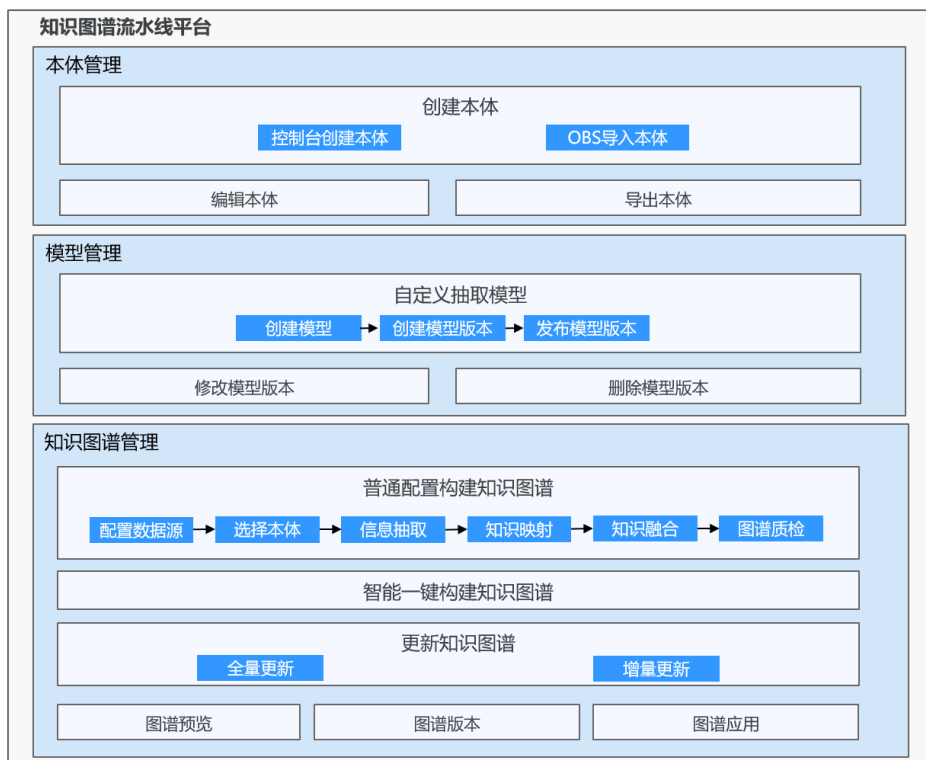 知识图谱流水线平台
本体管理
创建本体
控制台创建本体 OBS导入本体
编辑本体 导出本体
模型管理
自定义抽取模型
创建模型 创建模型版本 发布模型版本
修改模型版本 删除模型版本
知识图谱管理
普通配置构建知识图谱
配置数据源 选择本体 信息抽取 知识映射 知识融合 图谱质检
智能一键构建知识图谱
更新知识图谱
全量更新 增量更新
图谱预览 图谱版本 图谱应用